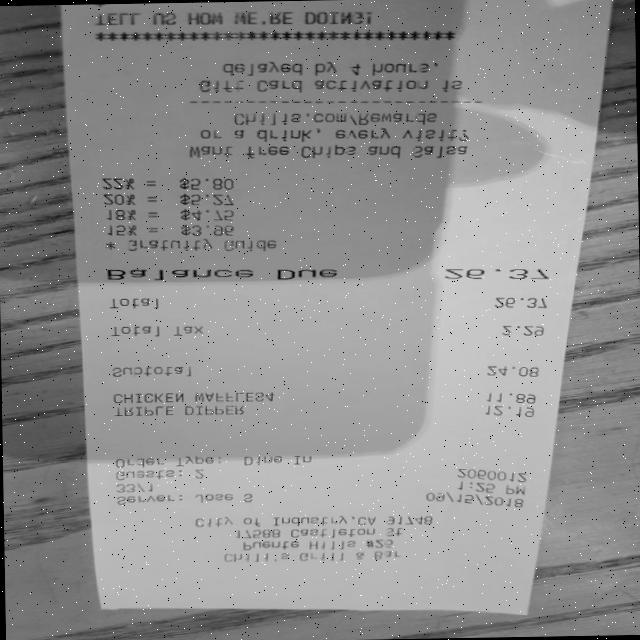 Chili's Grill & Bar
Puente Hills #25
17588 Castleton St
City of Industry,CA 91748
Server: Jose S 09/15/2018
33/1 1:25 PM
Guests: 2 2060012
Order Type: Dine In
TRIPLE DIPPER 12.19
CHICKEN WAFFLES4 11.89
Subtotal 24.08
Total Tax 2.29
Total 26.37
Balance Due 26.37
* Gratuity Guide
15% = $3.96
18% = $4.75
20% = $5.27
22% = $5.80
Want free Chips and Salsa
or a drink, every visit?
Chilis.com/Rewards
Gift Card activation is
delayed by 4 hours.
TELL US HOW WE'RE DOING!